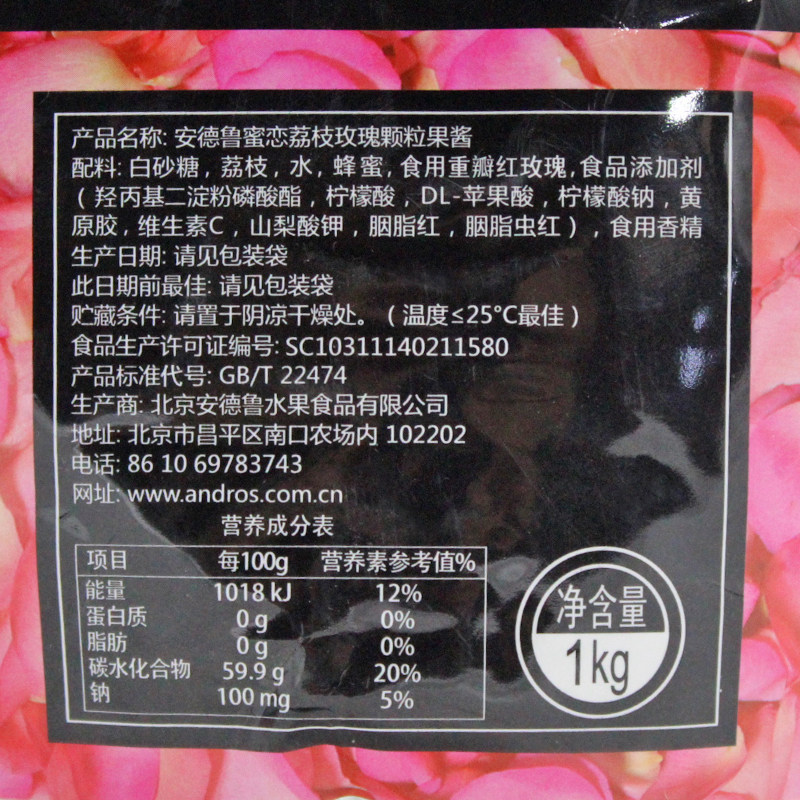 产品名称: 安德鲁蜜恋荔枝玫瑰颗粒果酱
配料: 白砂糖，荔枝，水，蜂蜜，食用重瓣红玫瑰，食品添加剂
（羟丙基二淀粉磷酸酯，柠檬酸，DL-苹果酸，柠檬酸钠，黄
原胶，维生素C，山梨酸钾，胭脂红，胭脂虫红），食用香精
生产日期: 请见包装袋
此日期前最佳: 请见包装袋
贮藏条件: 请置于阴凉干燥处。（温度≤25°C最佳）
食品生产许可证编号: SC10311140211580
产品标准代号: GB/T 22474
生产商: 北京安德鲁水果食品有限公司
地址: 北京市昌平区南口农场内 102202
电话: 86 10 69783743
网址: www.andros.com.cn
营养成分表
项目 每100g 营养素参考值%
能量 1018 kJ 12%
蛋白质 0 g 0%
脂肪 0 g 0%
碳水化合物 59.9 g 20%
钠 100 mg 5%
净含量
1kg